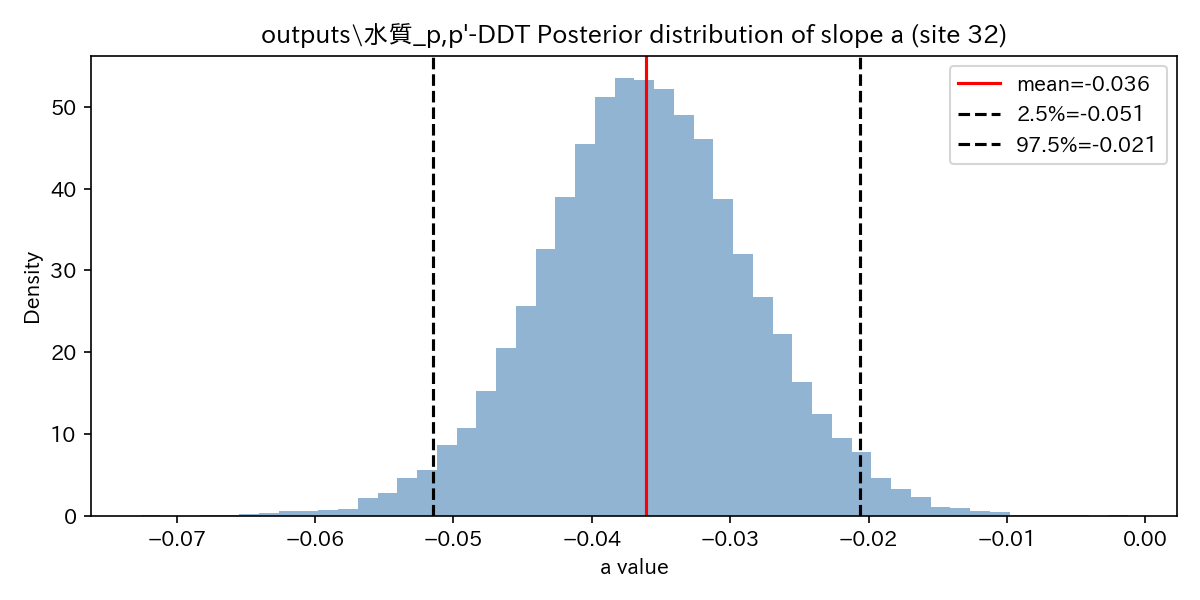 outputs\水質_p,p'-DDT Posterior distribution of slope a (site 32)
mean=-0.036
2.5%=-0.051
97.5%=-0.021
Density
50
40
30
20
10
0
−0.07 −0.06 −0.05 −0.04 −0.03 −0.02 −0.01 0.00
a value